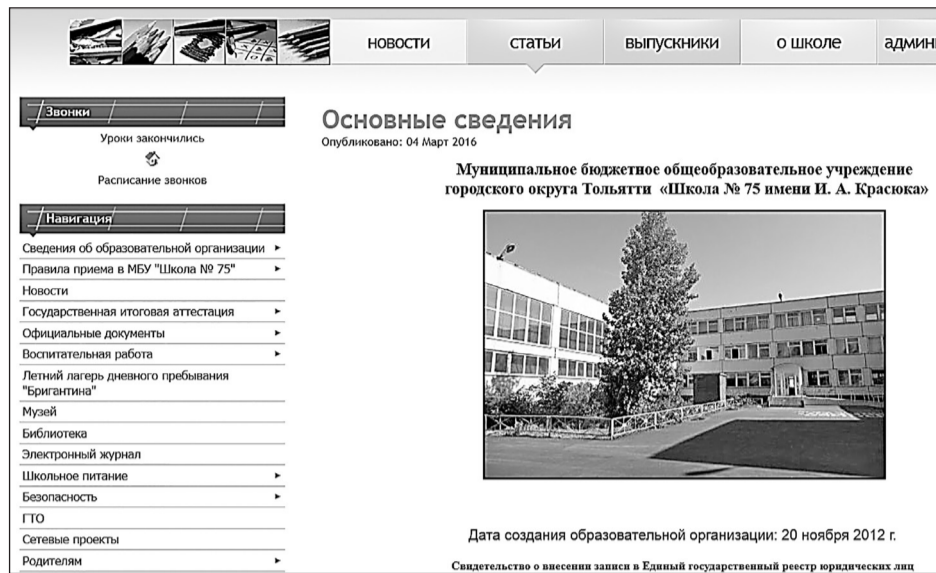 НОВОСТИ
СТАТЬИ
ВЫПУСКНИКИ
О ШКОЛЕ
АДМИН
Звонки
Уроки закончились
Расписание звонков
Навигация
Сведения об образовательной организации
Правила приема в МБУ "Школа № 75"
Новости
Государственная итоговая аттестация
Официальные документы
Воспитательная работа
Летний лагерь дневного пребывания
"Бригантина"
Музей
Библиотека
Электронный журнал
Школьное питание
Безопасность
ГТО
Сетевые проекты
Родителям
Основные сведения
Опубликовано: 04 Март 2016
Муниципальное бюджетное общеобразовательное учреждение
городского округа Тольятти «Школа № 75 имени И. А. Красюка»
Дата создания образовательной организации: 20 ноября 2012 г.
Свидетельство о внесении записи в Единый государственный реестр юридических лиц